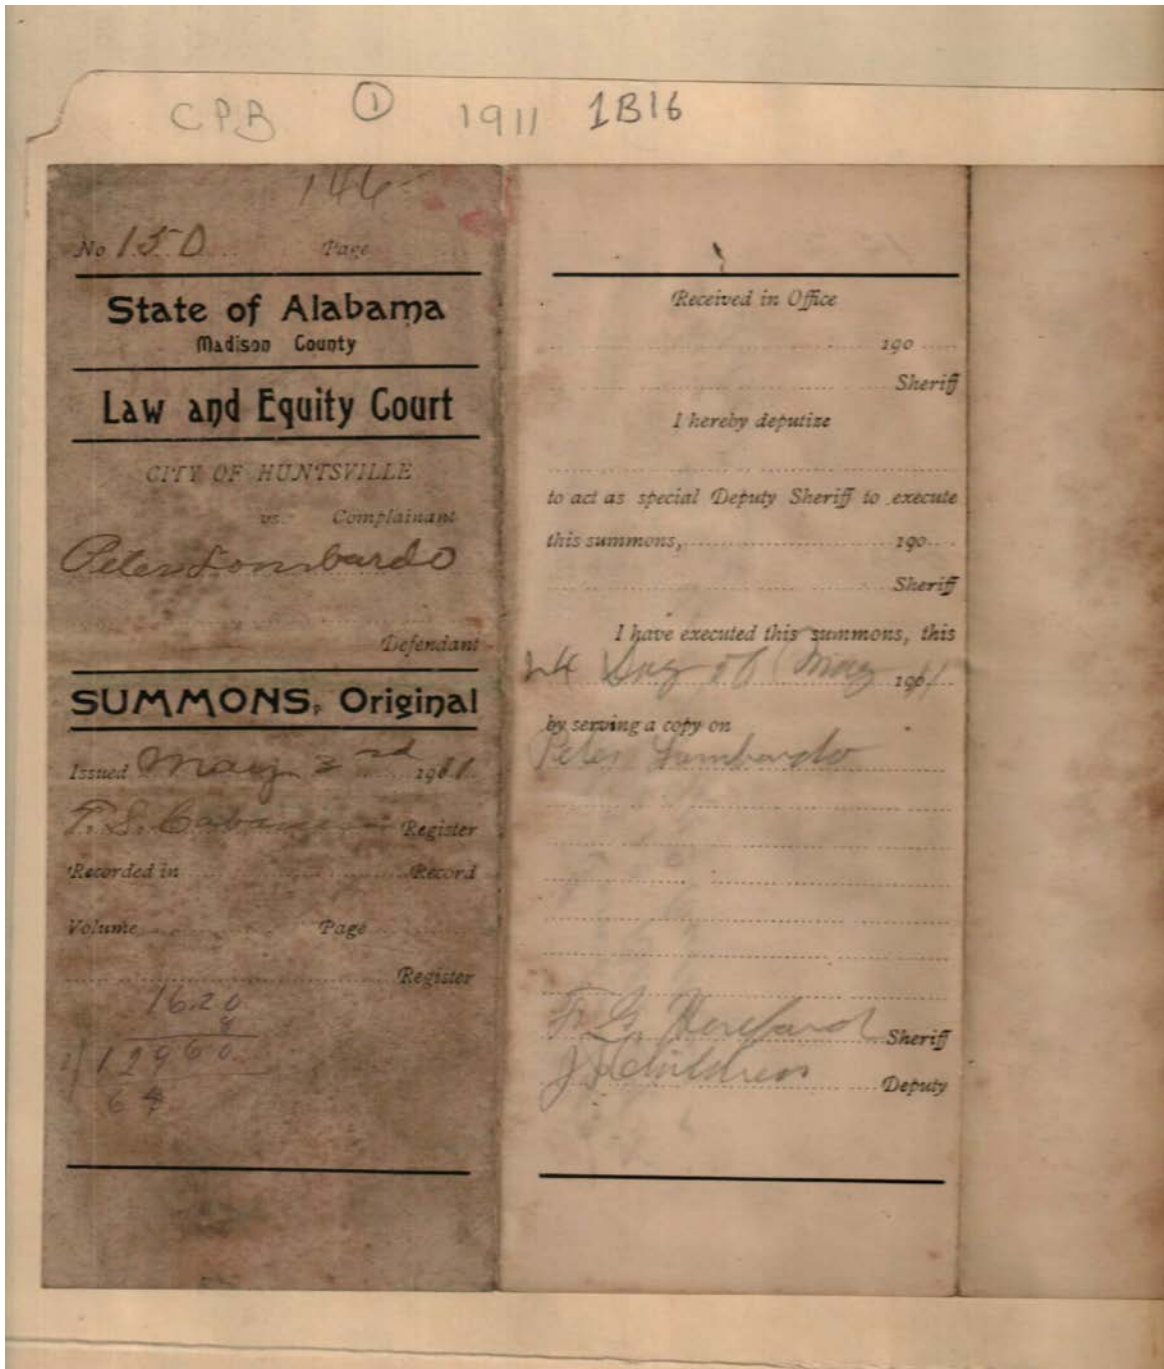 CPB ① 1911 1B16
146
No 150 Page
State of Alabama
Madison County
Law and Equity Court
CITY OF HUNTSVILLE
vs. Complainant
Peter Lombardo
Defendant
SUMMONS, Original
Issued May 2nd 1911
T. S. Register
Recorded in Record
Volume Page
Register
1620
8
12960
64
Received in Office
190
Sheriff
I hereby deputize
to act as special Deputy Sheriff to execute
this summons, 190
Sheriff
I have executed this summons, this
24 Day of May 1911
by serving a copy on
Peter Lumbardo
Sheriff
J Childress Deputy